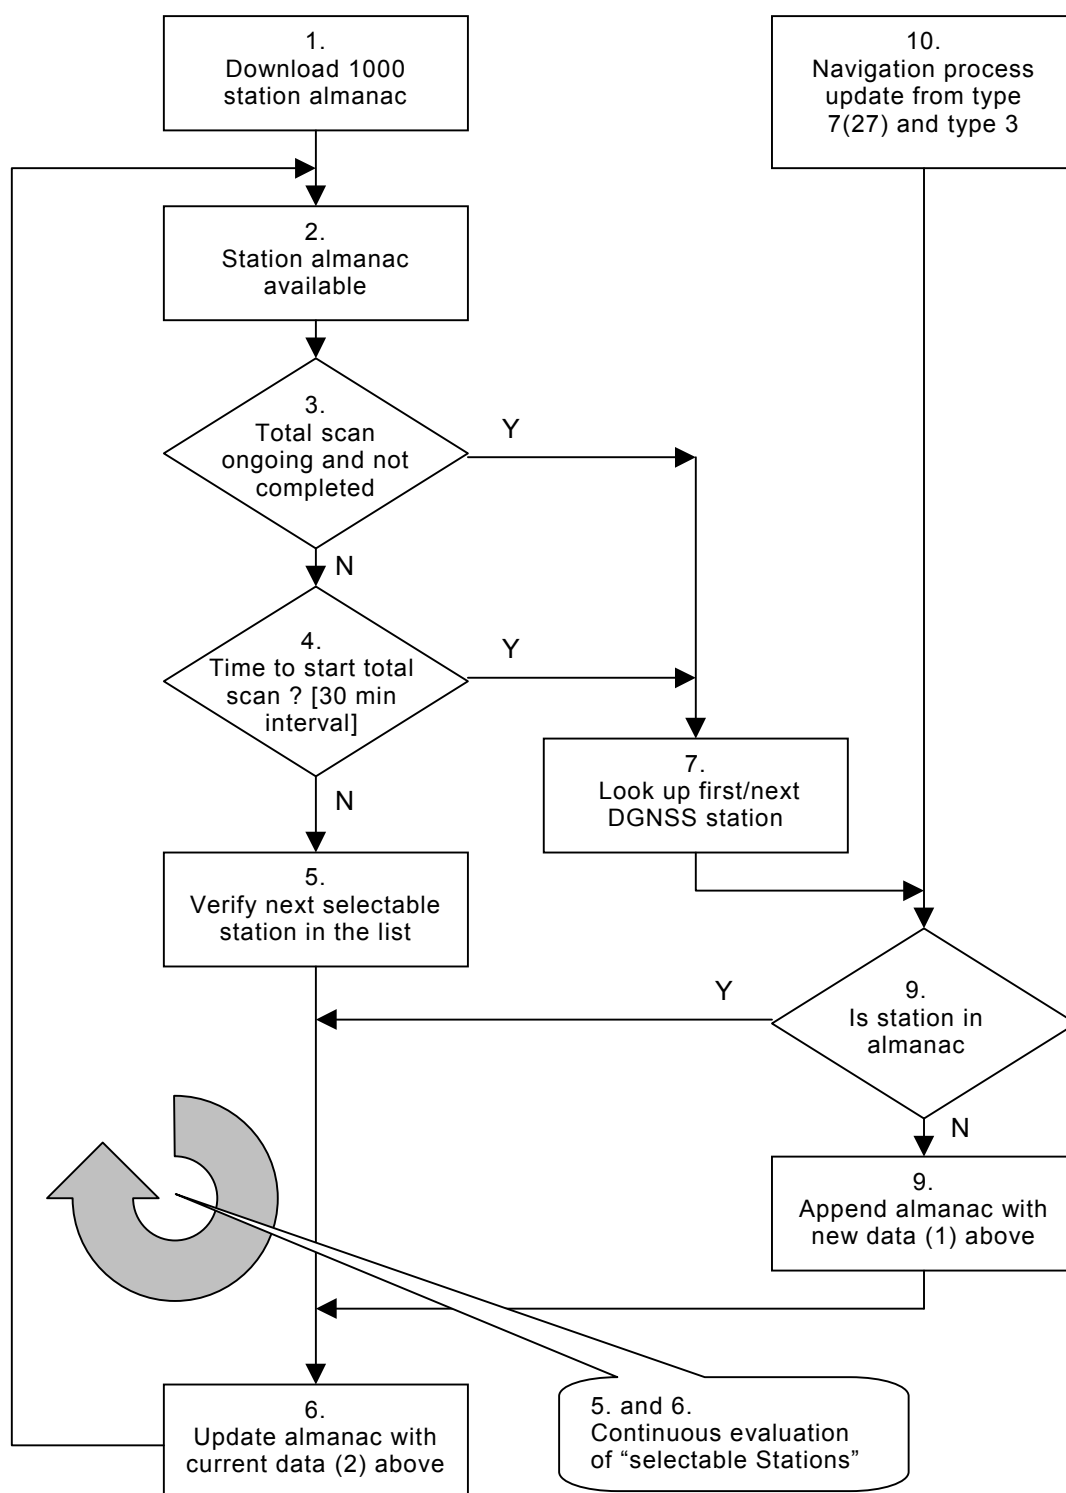 1.
Download 1000
station almanac
10.
Navigation process
update from type
7(27) and type 3
2.
Station almanac
available
3.
Total scan
ongoing and not
completed
Y
N
4.
Time to start total
scan ? [30 min
interval]
Y
N
7.
Look up first/next
DGNSS station
5.
Verify next selectable
station in the list
9.
Is station in
almanac
Y
N
9.
Append almanac with
new data (1) above
6.
Update almanac with
current data (2) above
5. and 6.
Continuous evaluation
of “selectable Stations”